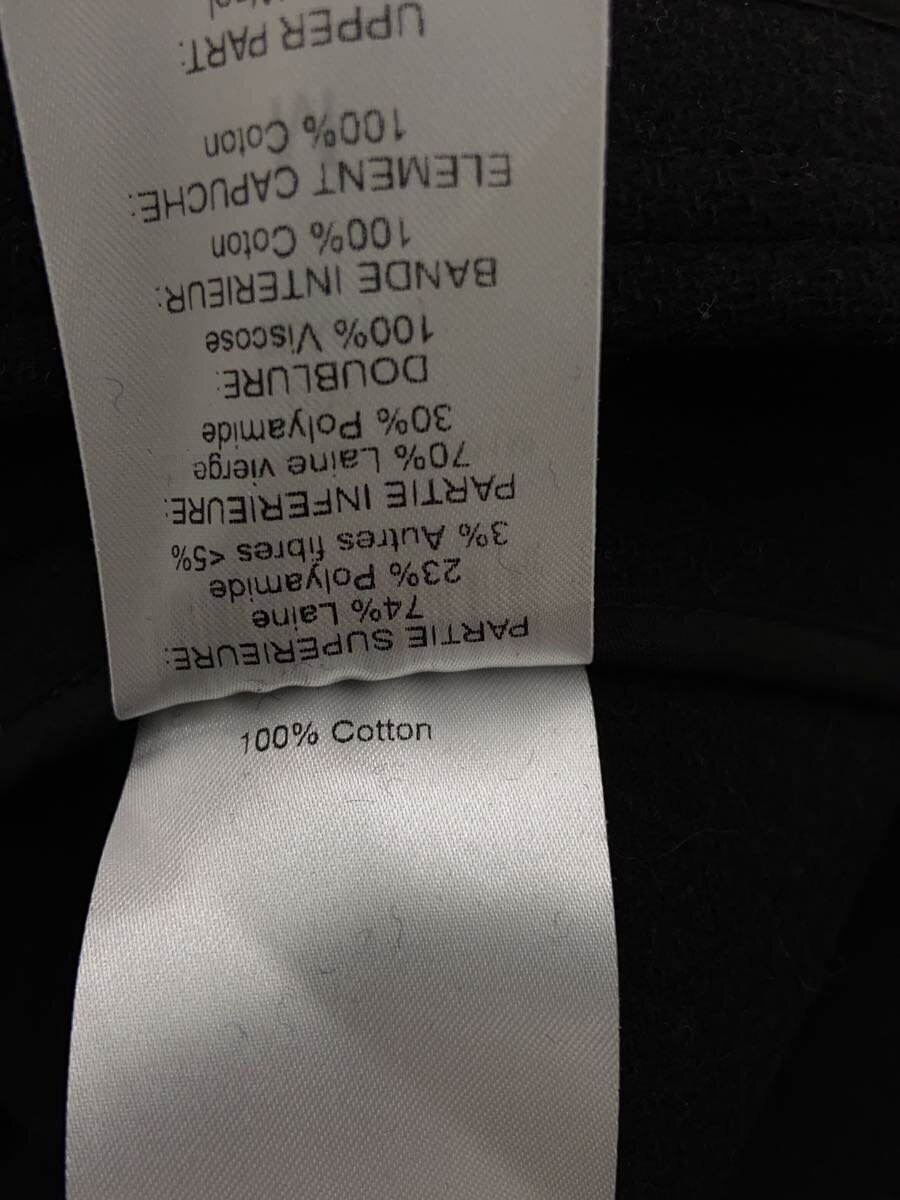 PARTIE SUPERIEURE:
74% Laine
23% Polyamide
3% Autres fibres <5%
PARTIE INFERIEURE:
70% Laine vierge
30% Polyamide
DOUBLURE:
100% Viscose
BANDE INTERIEUR:
100% Coton
ELEMENT CAPUCHE:
100% Coton
UPPER PART:
100% Cotton